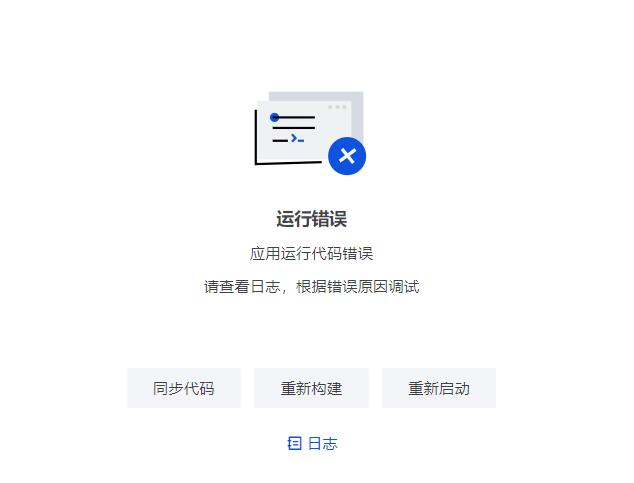 运行错误
应用运行代码错误
请查看日志，根据错误原因调试
同步代码
重新构建
重新启动
日志